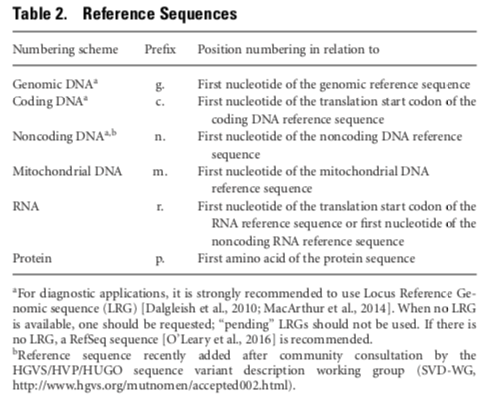 Table 2. Reference Sequences
Numbering scheme Prefix Position numbering in relation to
Genomic DNAa g. First nucleotide of the genomic reference sequence
Coding DNAa c. First nucleotide of the translation start codon of the
coding DNA reference sequence
Noncoding DNAa,b n. First nucleotide of the noncoding DNA reference
sequence
Mitochondrial DNA m. First nucleotide of the mitochondrial DNA
reference sequence
RNA r. First nucleotide of the translation start codon of the
RNA reference sequence or first nucleotide of the
noncoding RNA reference sequence
Protein p. First amino acid of the protein sequence
aFor diagnostic applications, it is strongly recommended to use Locus Reference Ge-
nomic sequence (LRG) [Dalgleish et al., 2010; MacArthur et al., 2014]. When no LRG
is available, one should be requested; “pending” LRGs should not be used. If there is
no LRG, a RefSeq sequence [O’Leary et al., 2016] is recommended.
bReference sequence recently added after community consultation by the
HGVS/HVP/HUGO sequence variant description working group (SVD-WG,
http://www.hgvs.org/mutnomen/accepted002.html).